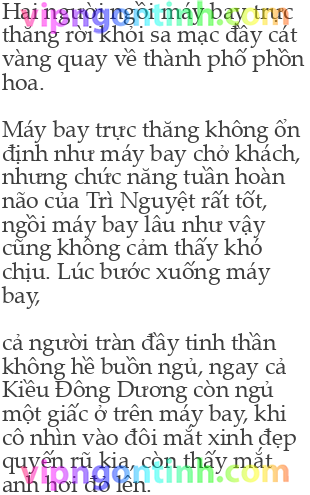 Hai người ngồi máy bay trực
vipngontinh.com
thăng rời khỏi sa mạc đầy cát
vàng quay về thành phố phồn
hoa.
Máy bay trực thăng không ổn
định như máy bay chở khách,
nhưng chức năng tuần hoàn
não của Trì Nguyệt rất tốt,
ngồi máy bay lâu như vậy
cũng không cảm thấy khó
chịu. Lúc bước xuống máy
bay,
cả người tràn đầy tinh thần
không hề buồn ngủ, ngay cả
Kiều Đông Dương còn ngủ
một giấc ở trên máy bay, khi
cô nhìn vào đôi mắt xinh đẹp
quyến rũ kia, còn thấy mắt
vipngontinh.com
anh hơi đỏ lên.